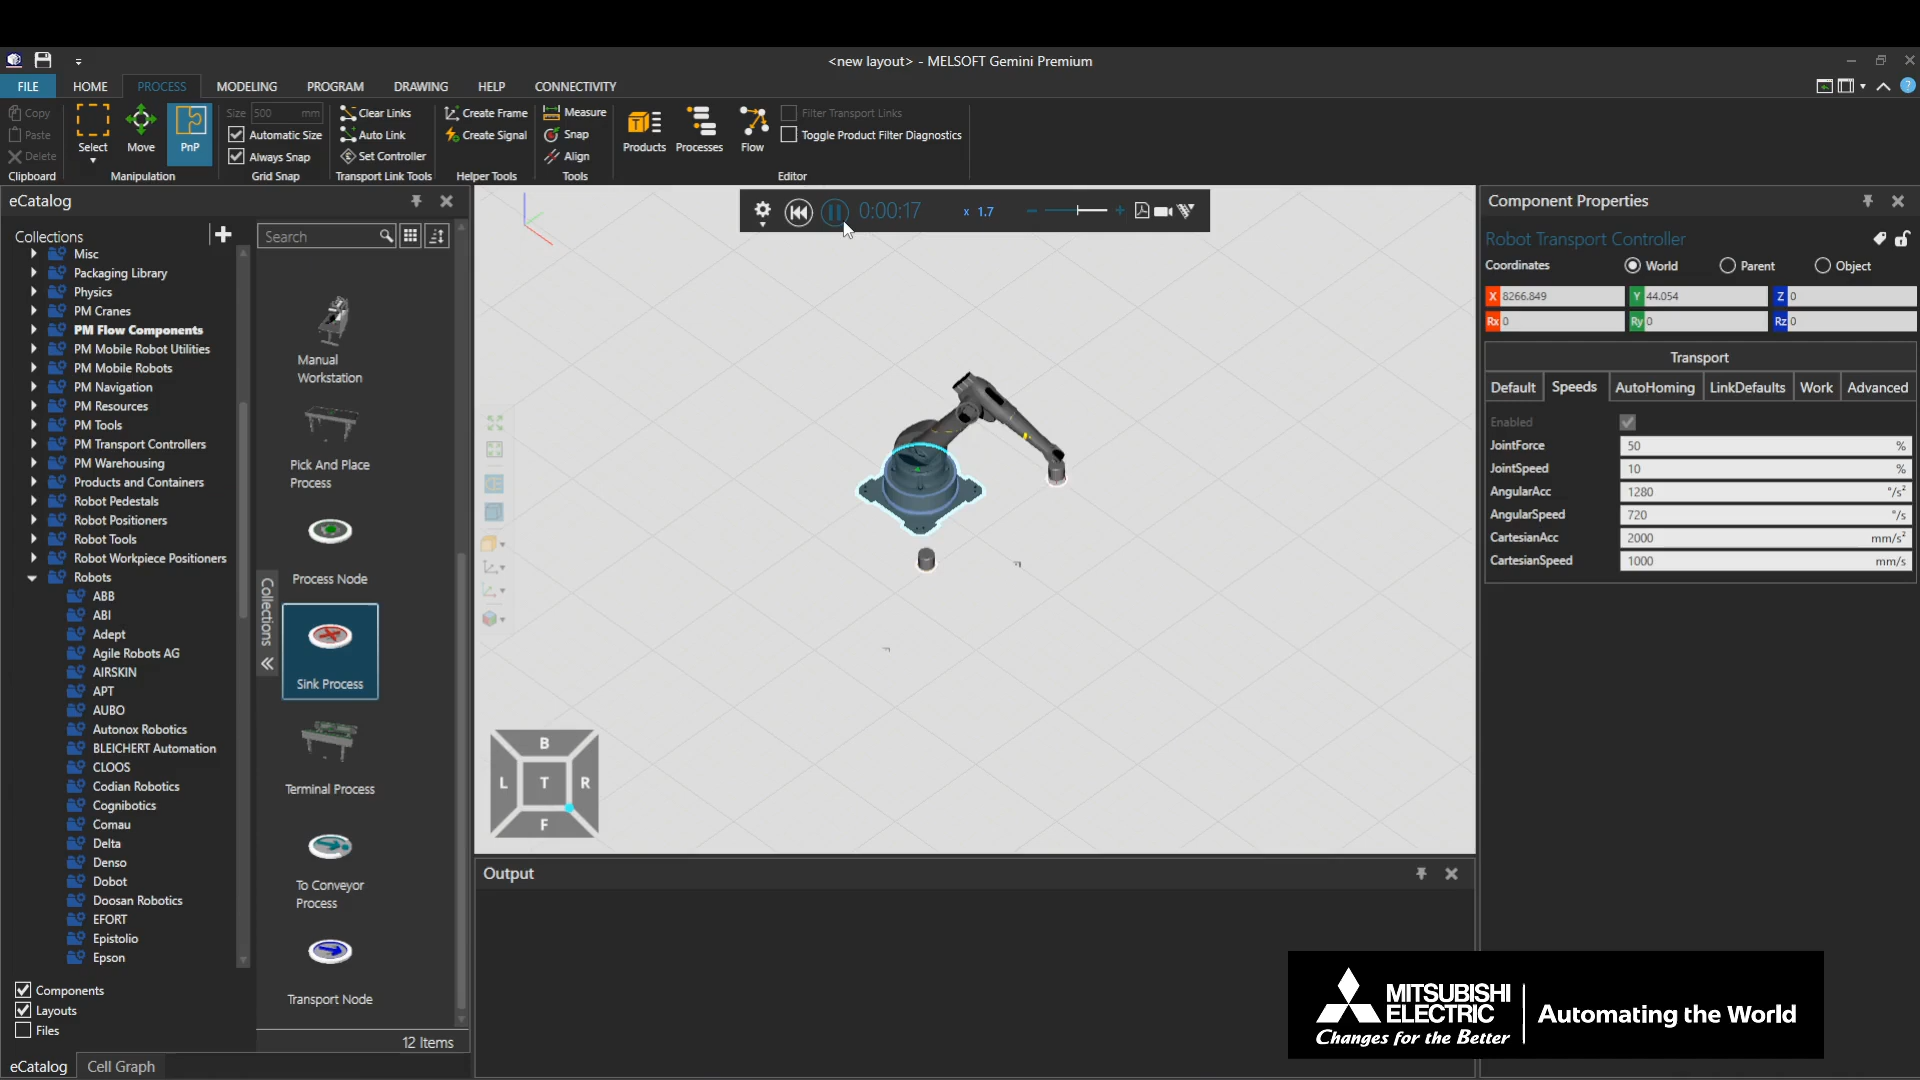 <new layout> - MELSOFT Gemini Premium
FILE
HOME
PROCESS
MODELING
PROGRAM
DRAWING
HELP
CONNECTIVITY
Copy
Paste
Delete
Clipboard
Select
Move
PnP
Manipulation
Size 500 mm
Automatic Size
Always Snap
Grid Snap
Clear Links
Auto Link
Set Controller
Transport Link Tools
Create Frame
Create Signal
Helper Tools
Measure
Snap
Align
Tools
Products
Processes
Flow
Filter Transport Links
Toggle Product Filter Diagnostics
Editor
eCatalog
Collections
Search
Misc
Packaging Library
Physics
PM Cranes
PM Flow Components
PM Mobile Robot Utilities
PM Mobile Robots
PM Navigation
PM Resources
PM Tools
PM Transport Controllers
PM Warehousing
Products and Containers
Robot Pedestals
Robot Positioners
Robot Tools
Robot Workpiece Positioners
Robots
ABB
ABI
Adept
Agile Robots AG
AIRSKIN
APT
AUBO
Autonox Robotics
BLEICHERT Automation
CLOOS
Codian Robotics
Cognibotics
Comau
Delta
Denso
Dobot
Doosan Robotics
EFORT
Epistolio
Epson
Components
Layouts
Files
eCatalog
Cell Graph
Collections
Manual
Workstation
Pick And Place
Process
Process Node
Sink Process
Terminal Process
To Conveyor
Process
Transport Node
12 Items
0:00:17
x 1.7
B
L T R
F
Output
Component Properties
Robot Transport Controller
Coordinates
World
Parent
Object
X 8266.849
Y 44.054
Z 0
Rx 0
Ry 0
Rz 0
Transport
Default
Speeds
AutoHoming
LinkDefaults
Work
Advanced
Enabled
JointForce 50 %
JointSpeed 10 %
AngularAcc 1280 °/s²
AngularSpeed 720 °/s
CartesianAcc 2000 mm/s²
CartesianSpeed 1000 mm/s
MITSUBISHI
ELECTRIC
Changes for the Better
Automating the World